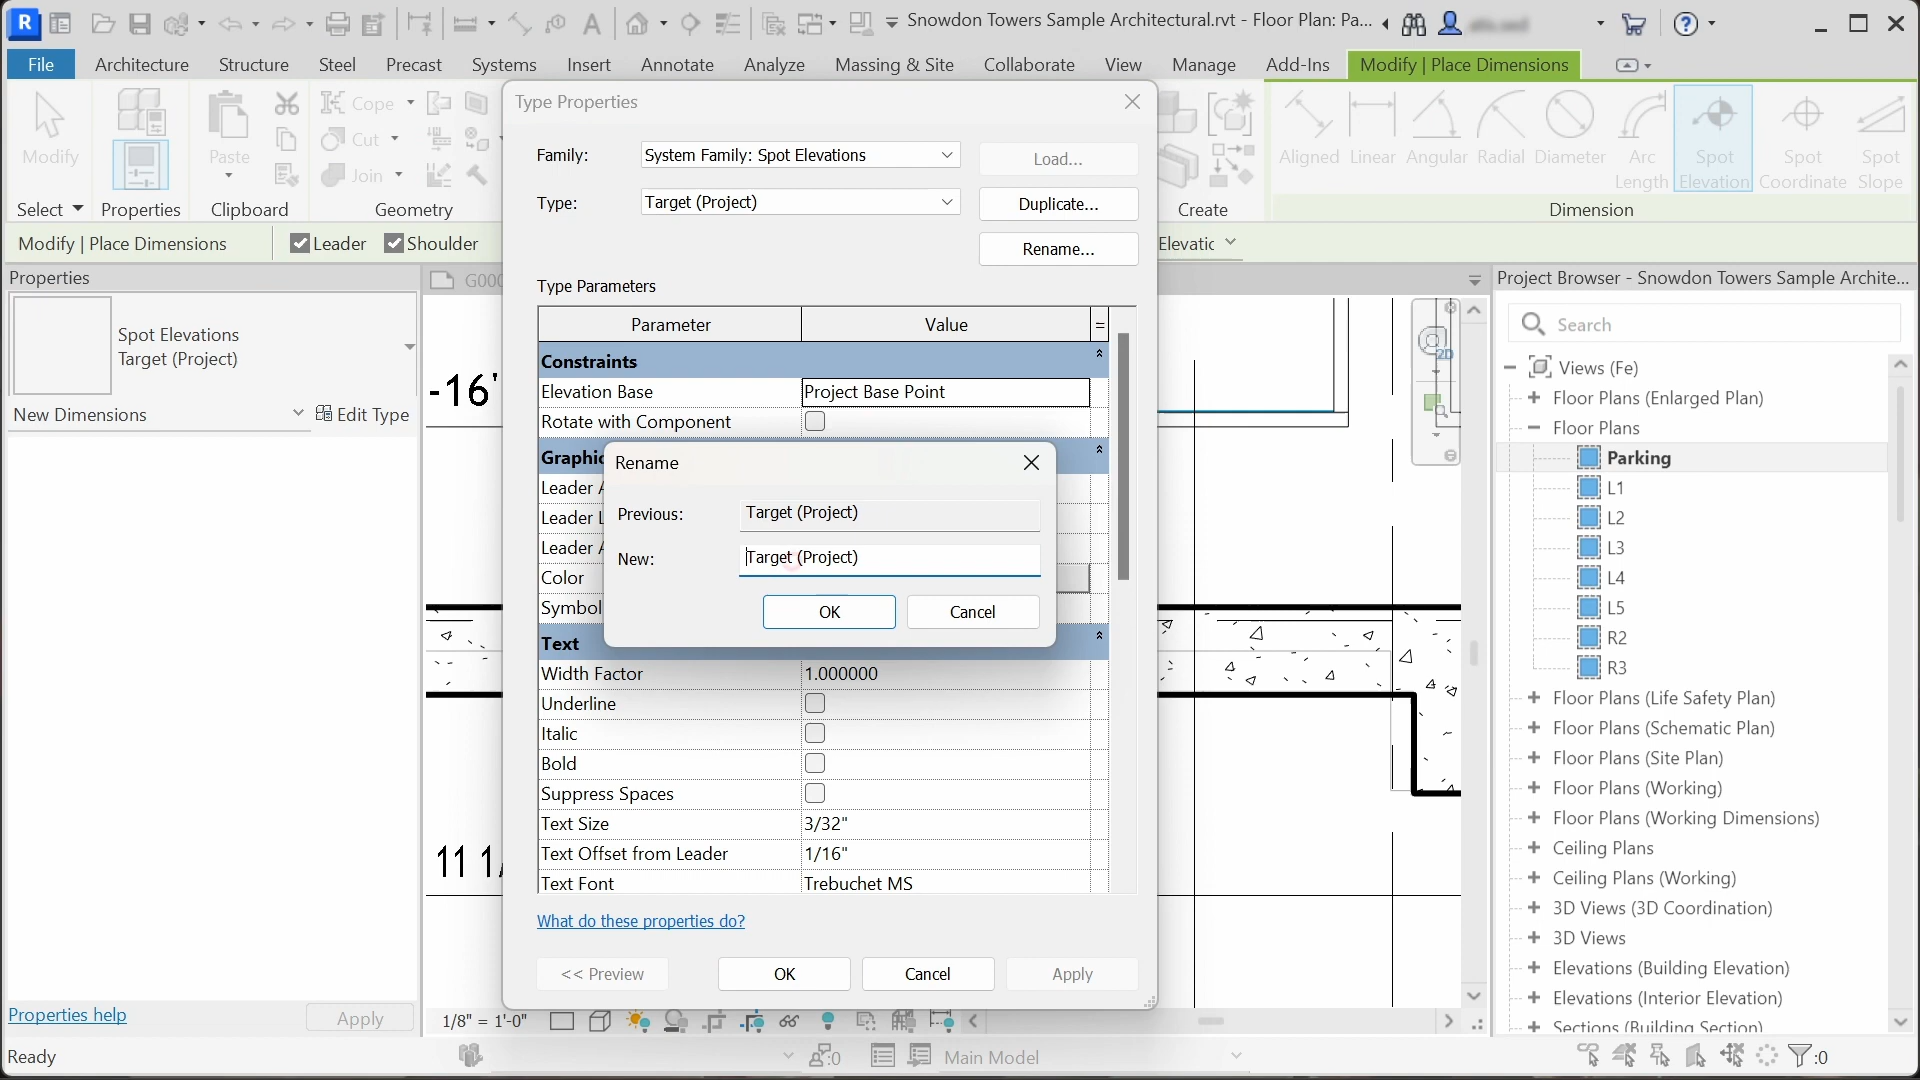 R
Snowdon Towers Sample Architectural.rvt - Floor Plan: Pa...
File
Architecture
Structure
Steel
Precast
Systems
Insert
Annotate
Analyze
Massing & Site
Collaborate
View
Manage
Add-Ins
Modify | Place Dimensions
Modify
Select
Properties
Paste
Clipboard
Cope
Cut
Join
Geometry
Create
Aligned
Linear
Angular
Radial
Diameter
Arc Length
Spot Elevation
Spot Coordinate
Spot Slope
Dimension
Modify | Place Dimensions
Leader
Shoulder
Elevatic
Properties
Spot Elevations
Target (Project)
New Dimensions
Edit Type
Properties help
Apply
Type Properties
Family:
System Family: Spot Elevations
Load...
Type:
Target (Project)
Duplicate...
Rename...
Type Parameters
Parameter
Value
=
Constraints
Elevation Base
Project Base Point
Rotate with Component
Graphic
Leader A
Leader L
Leader A
Color
Symbol
Rename
Previous:
Target (Project)
New:
Target (Project)
OK
Cancel
Text
Width Factor
1.000000
Underline
Italic
Bold
Suppress Spaces
Text Size
3/32"
Text Offset from Leader
1/16"
Text Font
Trebuchet MS
What do these properties do?
<< Preview
OK
Cancel
Apply
G000
-16'
11 1/
2D
Project Browser - Snowdon Towers Sample Archite...
Search
Views (Fe)
Floor Plans (Enlarged Plan)
Floor Plans
Parking
L1
L2
L3
L4
L5
R2
R3
Floor Plans (Life Safety Plan)
Floor Plans (Schematic Plan)
Floor Plans (Site Plan)
Floor Plans (Working)
Floor Plans (Working Dimensions)
Ceiling Plans
Ceiling Plans (Working)
3D Views (3D Coordination)
3D Views
Elevations (Building Elevation)
Elevations (Interior Elevation)
Sections (Building Section)
1/8" = 1'-0"
Ready
:0
Main Model
:0